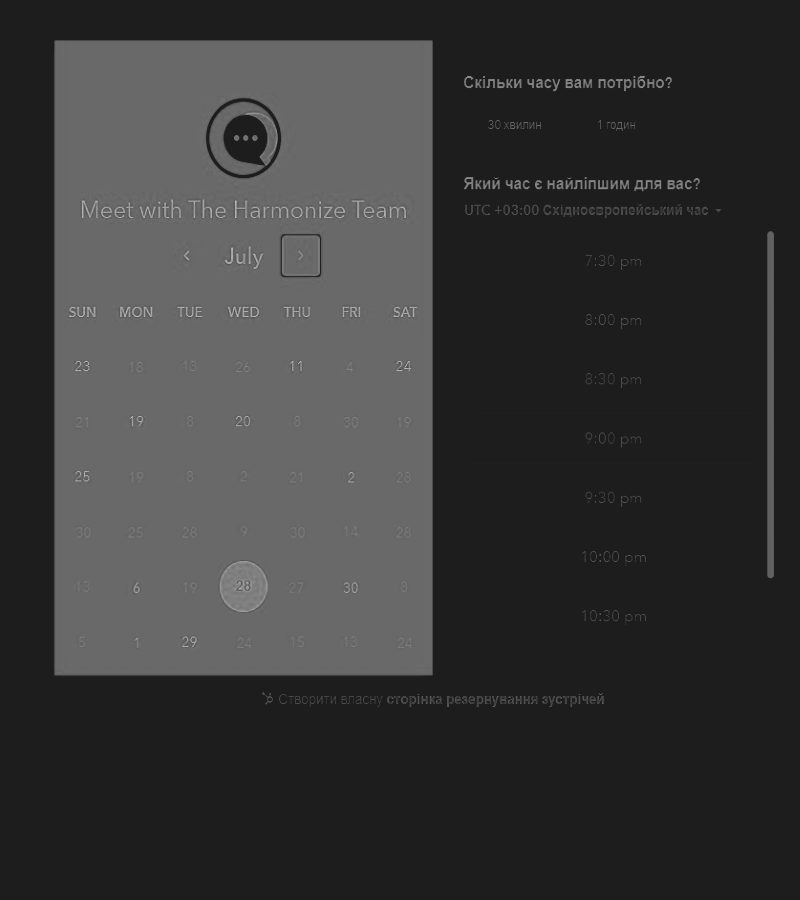 Meet with The Harmonize Team
July
SUN MON TUE WED THU FRI SAT
23 18 13 26 11 4 24
21 19 8 20 8 30 19
25 19 8 2 21 2 28
30 25 28 9 30 14 28
13 6 19 28 27 30 8
5 1 29 24 15 13 24
Скільки часу вам потрібно?
30 хвилин 1 годин
Який час є найліпшим для вас?
UTC +03:00 Східноєвропейський час
7:30 pm
8:00 pm
8:30 pm
9:00 pm
9:30 pm
10:00 pm
10:30 pm
Створити власну сторінка резервування зустрічей